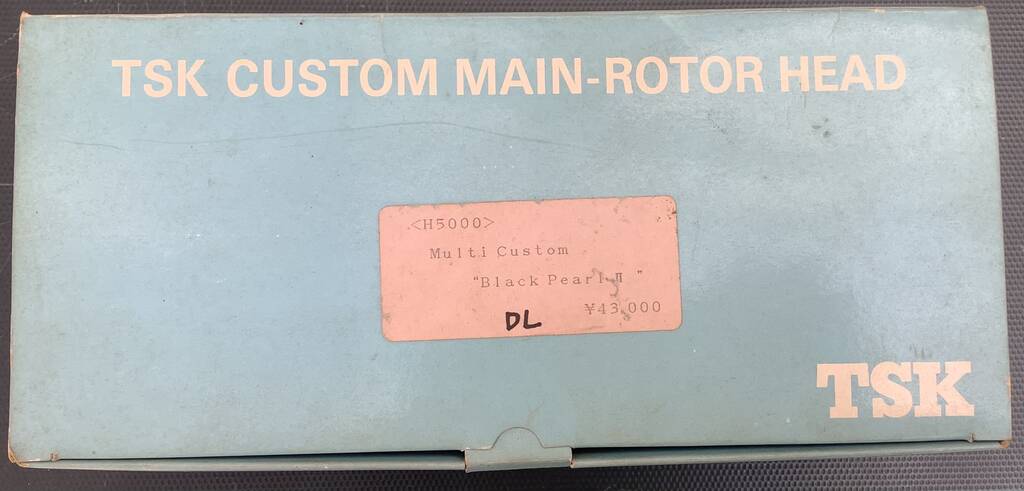 TSK CUSTOM MAIN-ROTOR HEAD
<H5000>
Multi Custom
"Black Pearl Ⅱ"
¥43,000
DL
TSK